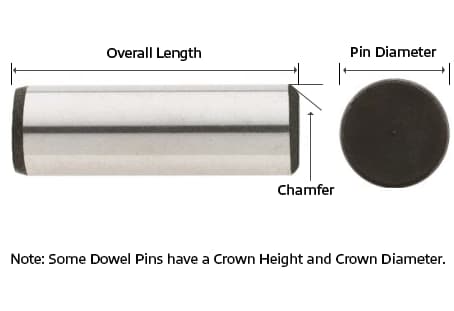 Overall Length
Pin Diameter
Chamfer
Note: Some Dowel Pins have a Crown Height and Crown Diameter.